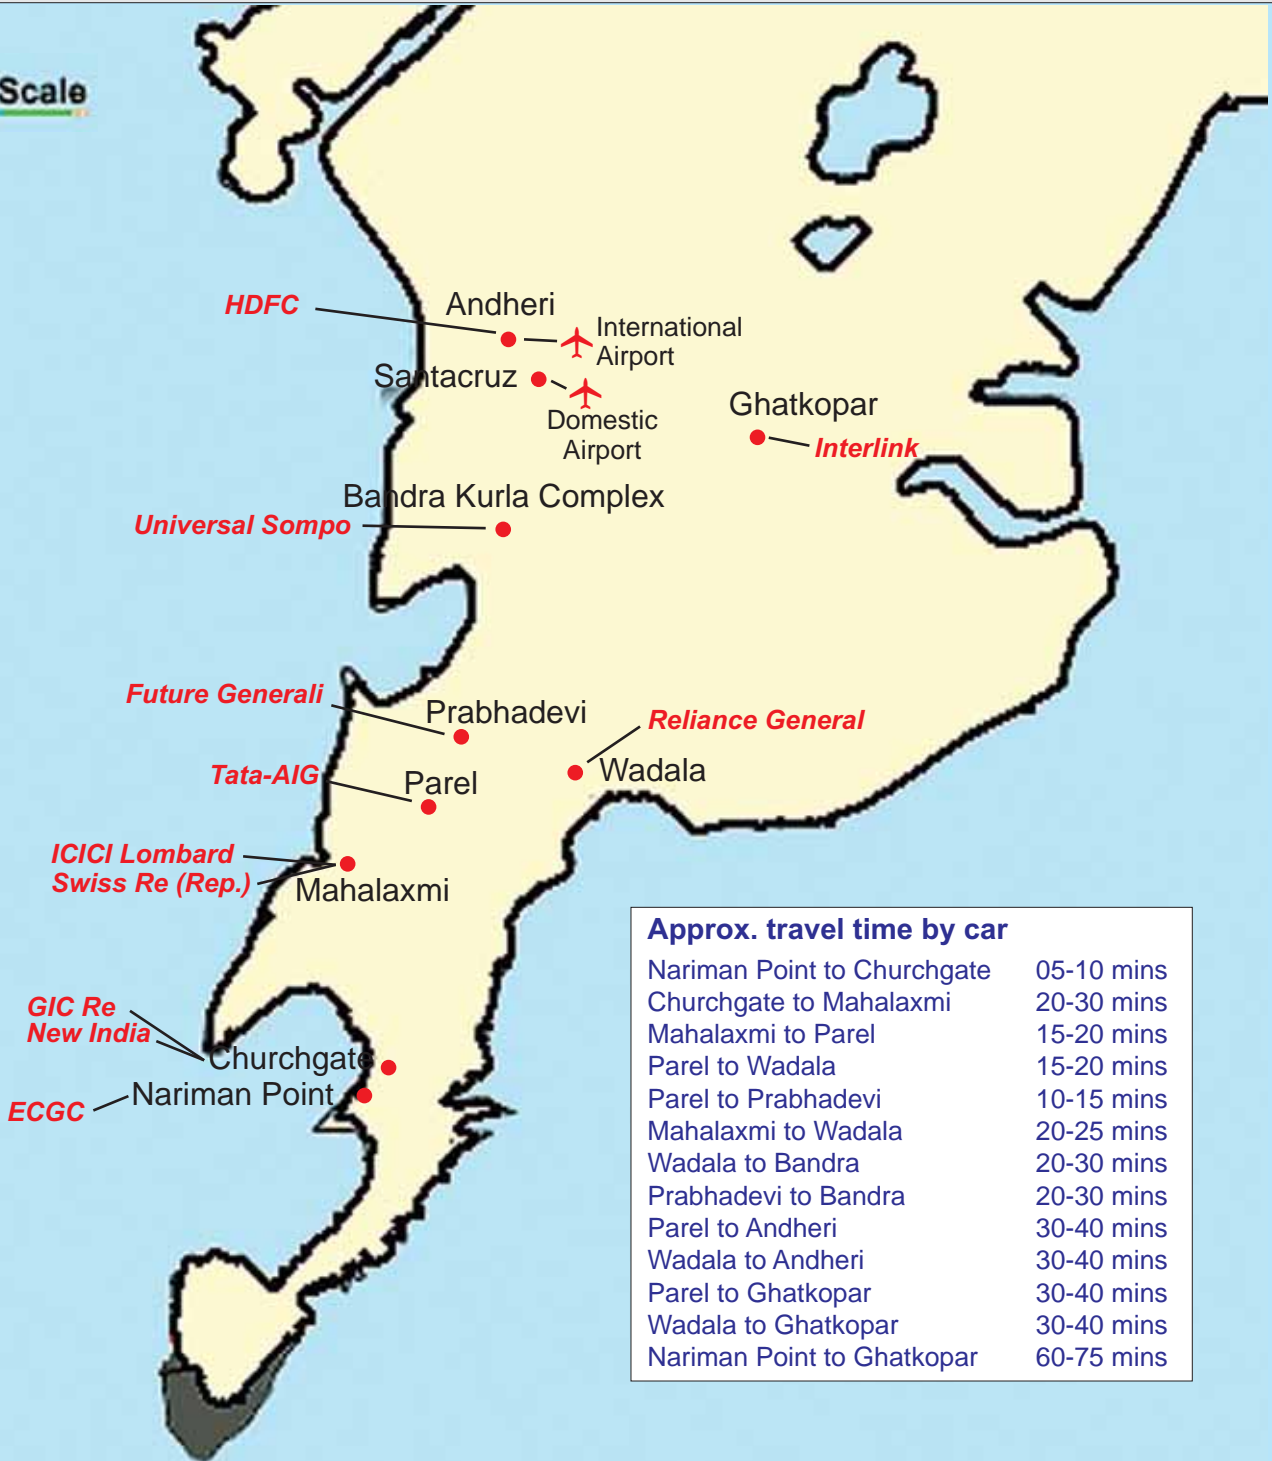 Scale
HDFC
Andheri
International
Airport
Santacruz
Domestic
Airport
Ghatkopar
Interlink
Bandra Kurla Complex
Universal Sompo
Future Generali
Prabhadevi
Reliance General
Tata-AIG
Parel
Wadala
ICICI Lombard
Swiss Re (Rep.)
Mahalaxmi
GIC Re
New India
Churchgate
Nariman Point
ECGC
Approx. travel time by car
Nariman Point to Churchgate 05-10 mins
Churchgate to Mahalaxmi 20-30 mins
Mahalaxmi to Parel 15-20 mins
Parel to Wadala 15-20 mins
Parel to Prabhadevi 10-15 mins
Mahalaxmi to Wadala 20-25 mins
Wadala to Bandra 20-30 mins
Prabhadevi to Bandra 20-30 mins
Parel to Andheri 30-40 mins
Wadala to Andheri 30-40 mins
Parel to Ghatkopar 30-40 mins
Wadala to Ghatkopar 30-40 mins
Nariman Point to Ghatkopar 60-75 mins